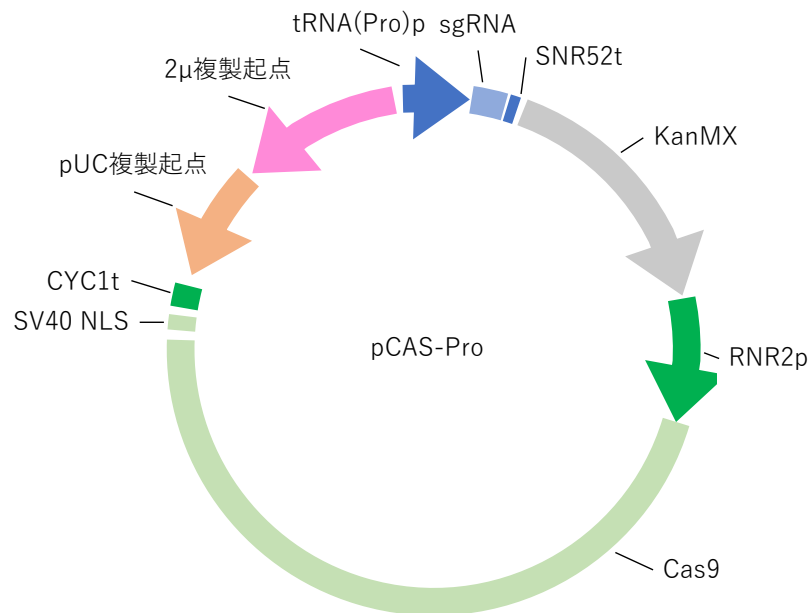 tRNA(Pro)p sgRNA
SNR52t
2μ複製起点
KanMX
pUC複製起点
CYC1t
SV40 NLS
pCAS-Pro
RNR2p
Cas9